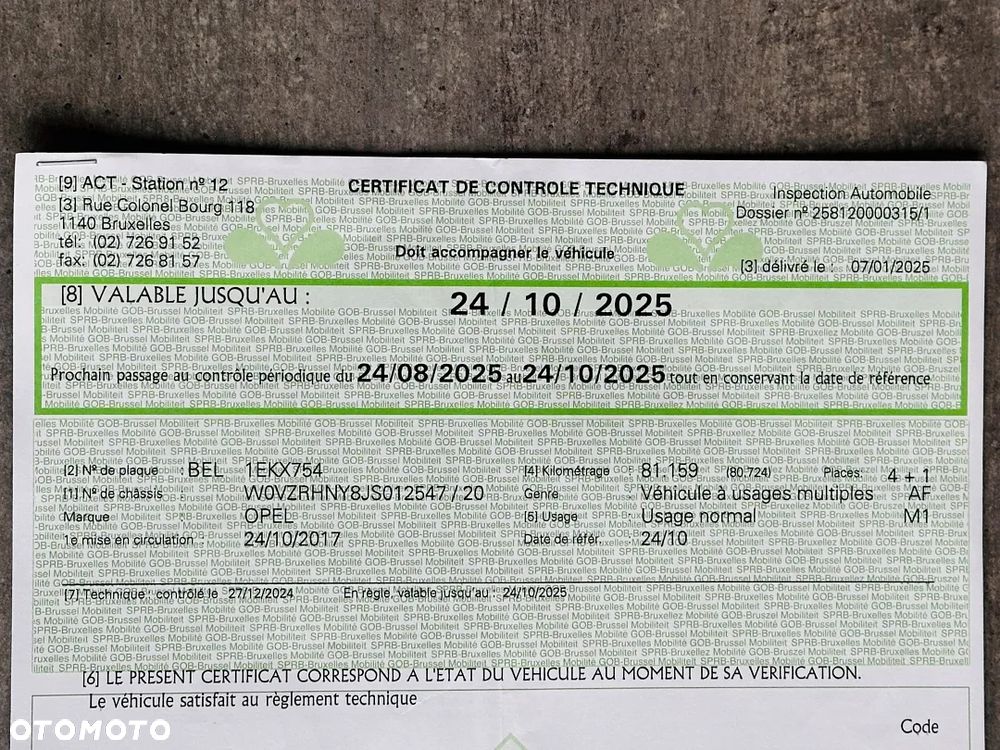 [9] ACT - Station nº 12
[3] Rue Colonel Bourg 118
1140 Bruxelles
tél. (02) 726 91 52
fax: (02) 726 81 57
CERTIFICAT DE CONTROLE TECHNIQUE
Doit accompagner le véhicule
Inspection Automobile
Dossier nº 258120000315/1
[3] délivré le : 07/01/2025
[8] VALABLE JUSQU'AU : 24 / 10 / 2025
Prochain passage au contrôle périodique du 24/08/2025 au 24/10/2025 tout en conservant la date de référence
[2] Nº de plaque BEL 1EKX754 [4] Kilométrage 81.159 (80.724) Places: 4 + 1
[1] Nº de châssis W0VZRHNY8JS012547 / 20 Genre Véhicule à usages multiples AF
Marque OPEL [5] Usage Usage normal M1
1e mise en circulation : 24/10/2017 Date de réfer. 24/10
[7] Technique : contrôlé le 27/12/2024 En règle, valable jusqu'au : 24/10/2025
[6] LE PRESENT CERTIFICAT CORRESPOND A L'ETAT DU VEHICULE AU MOMENT DE SA VERIFICATION.
Le véhicule satisfait au règlement technique
Code
OTOMOTO